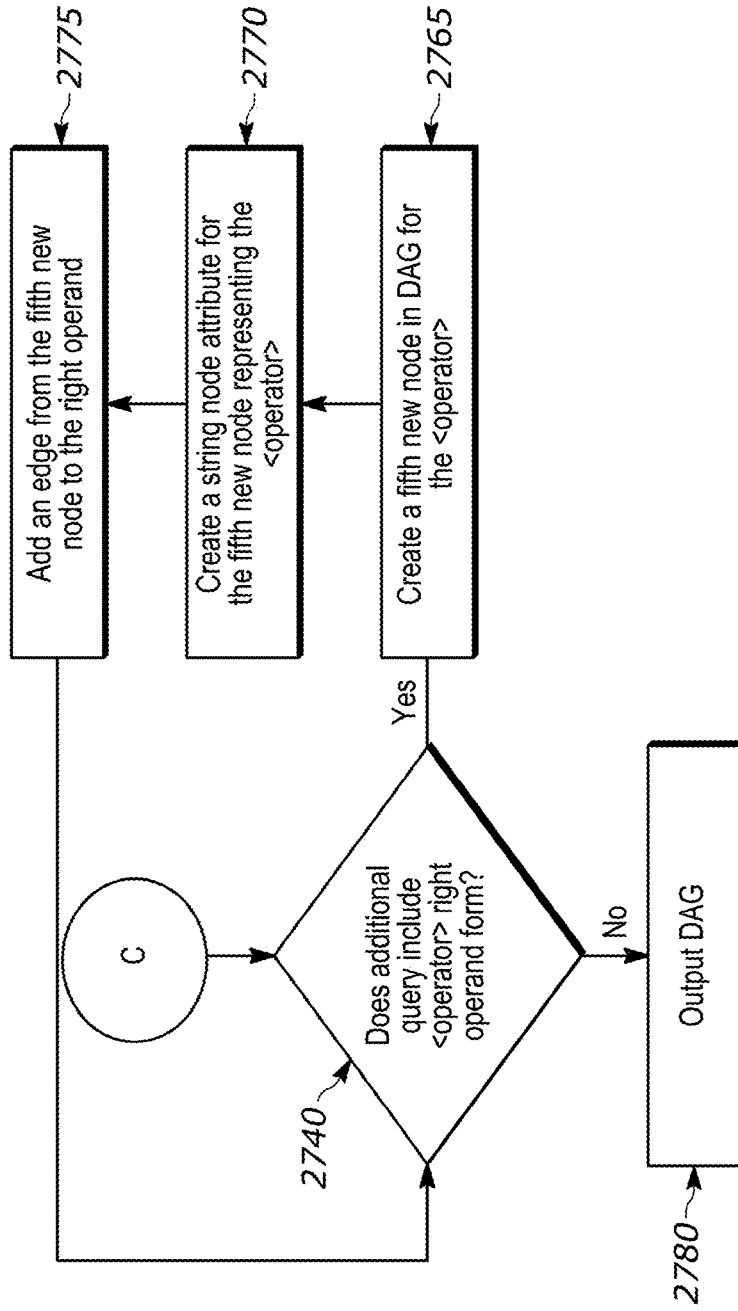 C
2740
Does additional
query include
<operator> right
operand form?
Yes
No
Create a fifth new node in DAG for
the <operator>
2765
Create a string node attribute for
the fifth new node representing the
<operator>
2770
Add an edge from the fifth new
node to the right operand
2775
Output DAG
2780